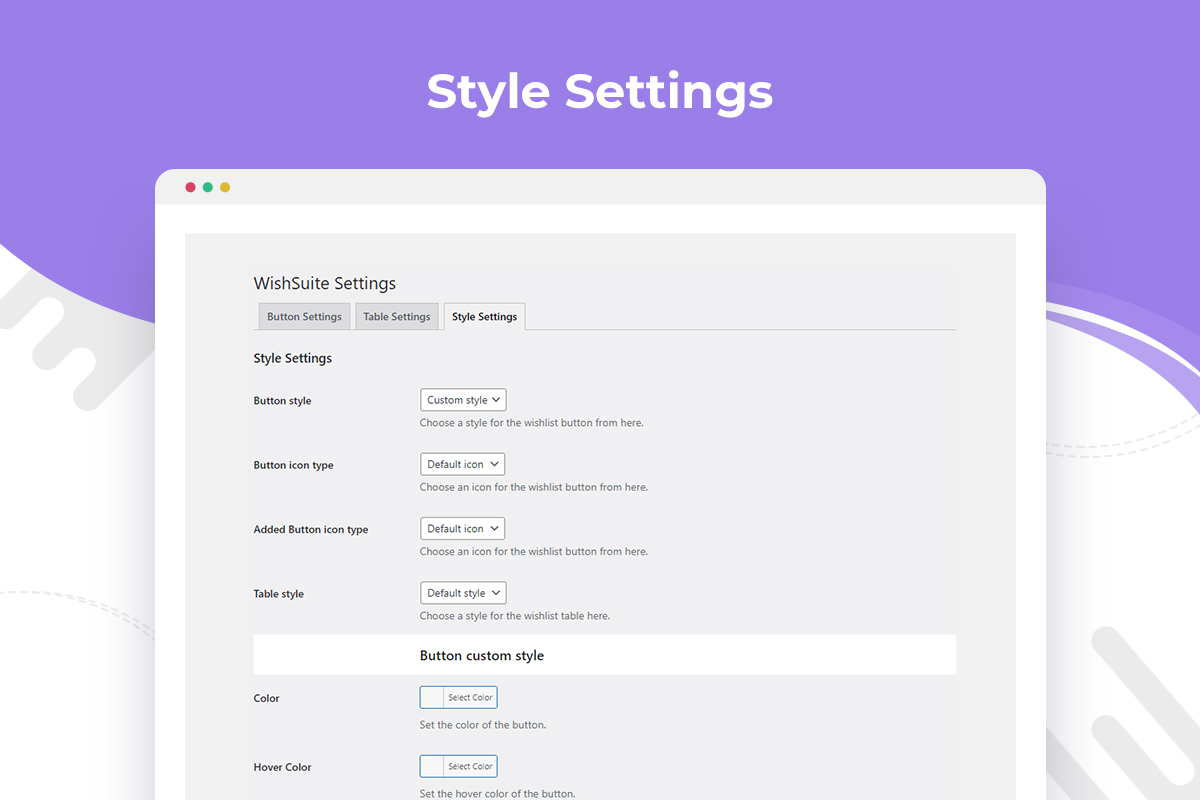 Style Settings
WishSuite Settings
Button Settings Table Settings Style Settings
Style Settings
Button style Custom style
Choose a style for the wishlist button from here.
Button icon type Default icon
Choose an icon for the wishlist button from here.
Added Button icon type Default icon
Choose an icon for the wishlist button from here.
Table style Default style
Choose a style for the wishlist table here.
Button custom style
Color Select Color
Set the color of the button.
Hover Color Select Color
Set the hover color of the button.